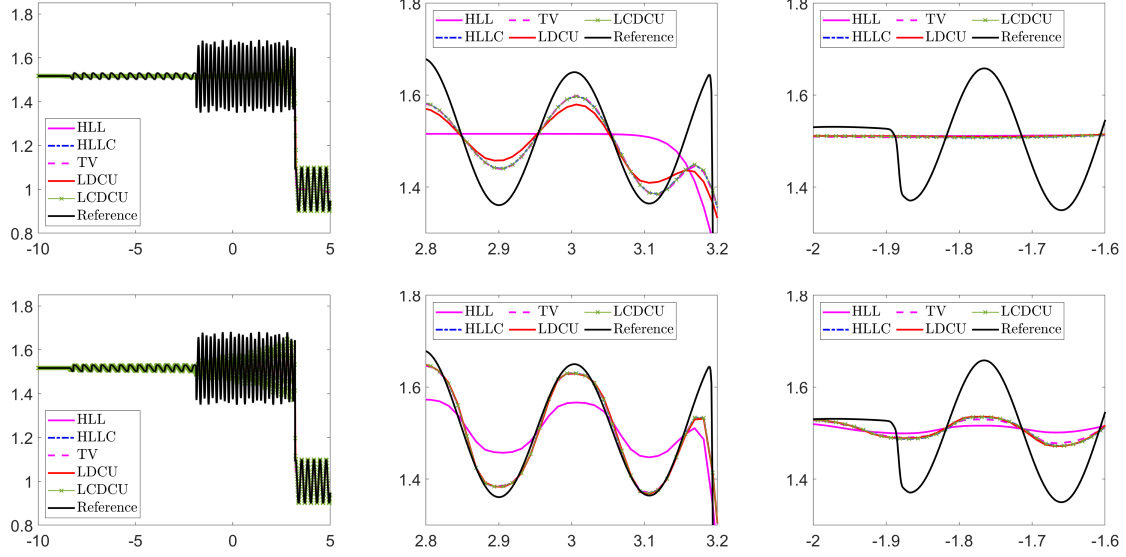 1.8
1.6
1.4
1.2
1
0.8
-10
-5
0
5
HLL
HLLC
TV
LDCU
LCDCU
Reference
1.8
1.6
1.4
2.8
2.9
3
3.1
3.2
HLL TV LCDCU
HLLC LDCU Reference
1.8
1.6
1.4
-2
-1.9
-1.8
-1.7
-1.6
HLL TV LCDCU
HLLC LDCU Reference
1.8
1.6
1.4
1.2
1
0.8
-10
-5
0
5
HLL
HLLC
TV
LDCU
LCDCU
Reference
1.8
1.6
1.4
2.8
2.9
3
3.1
3.2
HLL TV LCDCU
HLLC LDCU Reference
1.8
1.6
1.4
-2
-1.9
-1.8
-1.7
-1.6
HLL TV LCDCU
HLLC LDCU Reference